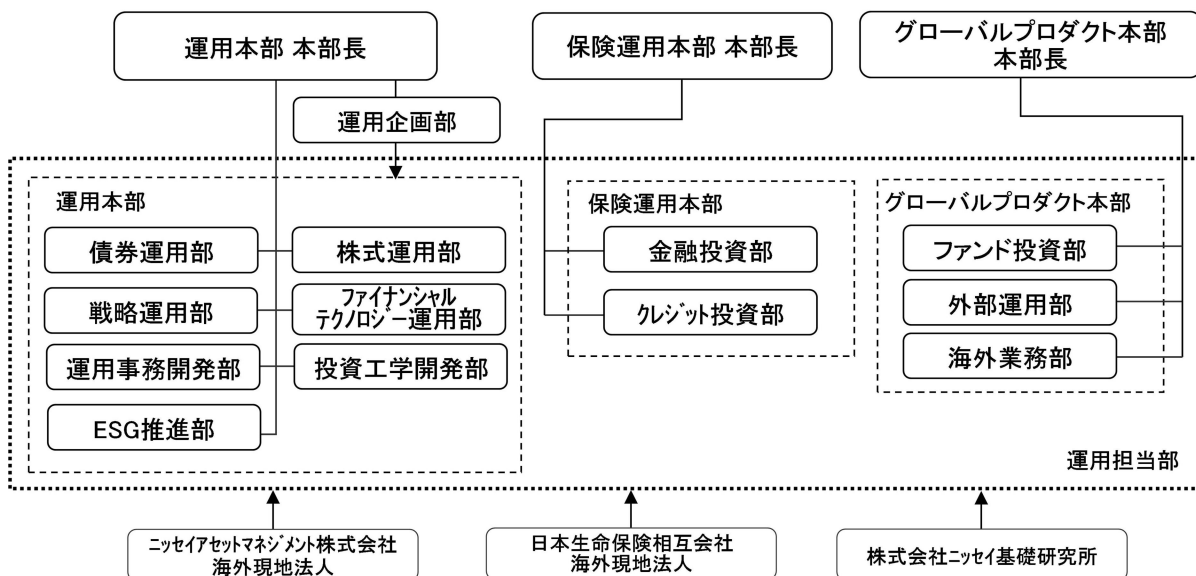 運用本部 本部長
保険運用本部 本部長
グローバルプロダクト本部
本部長
運用企画部
運用本部
債券運用部
株式運用部
戦略運用部
ファイナンシャル
テクノロジー運用部
運用事務開発部
投資工学開発部
ESG推進部
保険運用本部
金融投資部
クレジット投資部
グローバルプロダクト本部
ファンド投資部
外部運用部
海外業務部
運用担当部
ニッセイアセットマネジメント株式会社
海外現地法人
日本生命保険相互会社
海外現地法人
株式会社ニッセイ基礎研究所